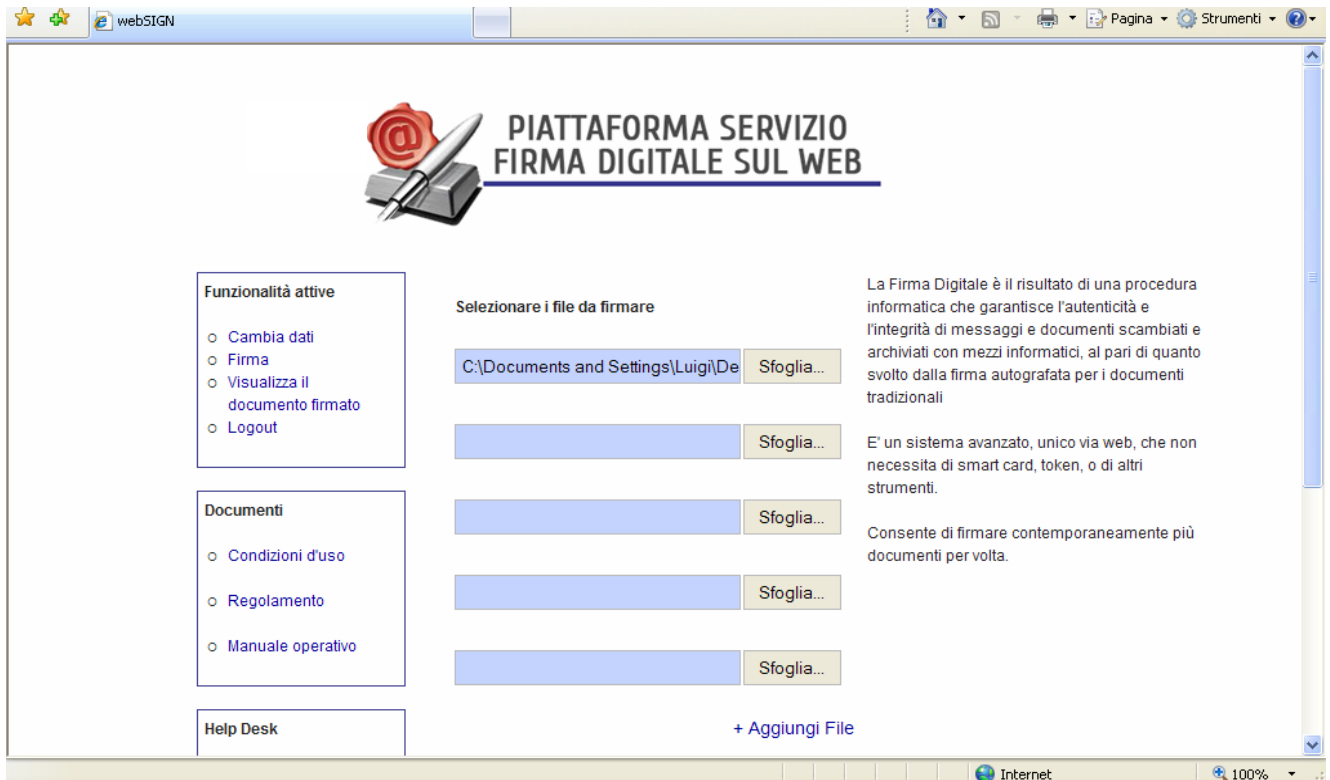 webSIGN
Pagina
Strumenti
PIATTAFORMA SERVIZIO
FIRMA DIGITALE SUL WEB
Funzionalità attive
Cambia dati
Firma
Visualizza il
documento firmato
Logout
Documenti
Condizioni d'uso
Regolamento
Manuale operativo
Help Desk
Selezionare i file da firmare
C:\Documents and Settings\Luigi\De
Sfoglia...
Sfoglia...
Sfoglia...
Sfoglia...
Sfoglia...
+ Aggiungi File
La Firma Digitale è il risultato di una procedura
informatica che garantisce l'autenticità e
l'integrità di messaggi e documenti scambiati e
archiviati con mezzi informatici, al pari di quanto
svolto dalla firma autografata per i documenti
tradizionali
E' un sistema avanzato, unico via web, che non
necessita di smart card, token, o di altri
strumenti.
Consente di firmare contemporaneamente più
documenti per volta.
Internet
100%